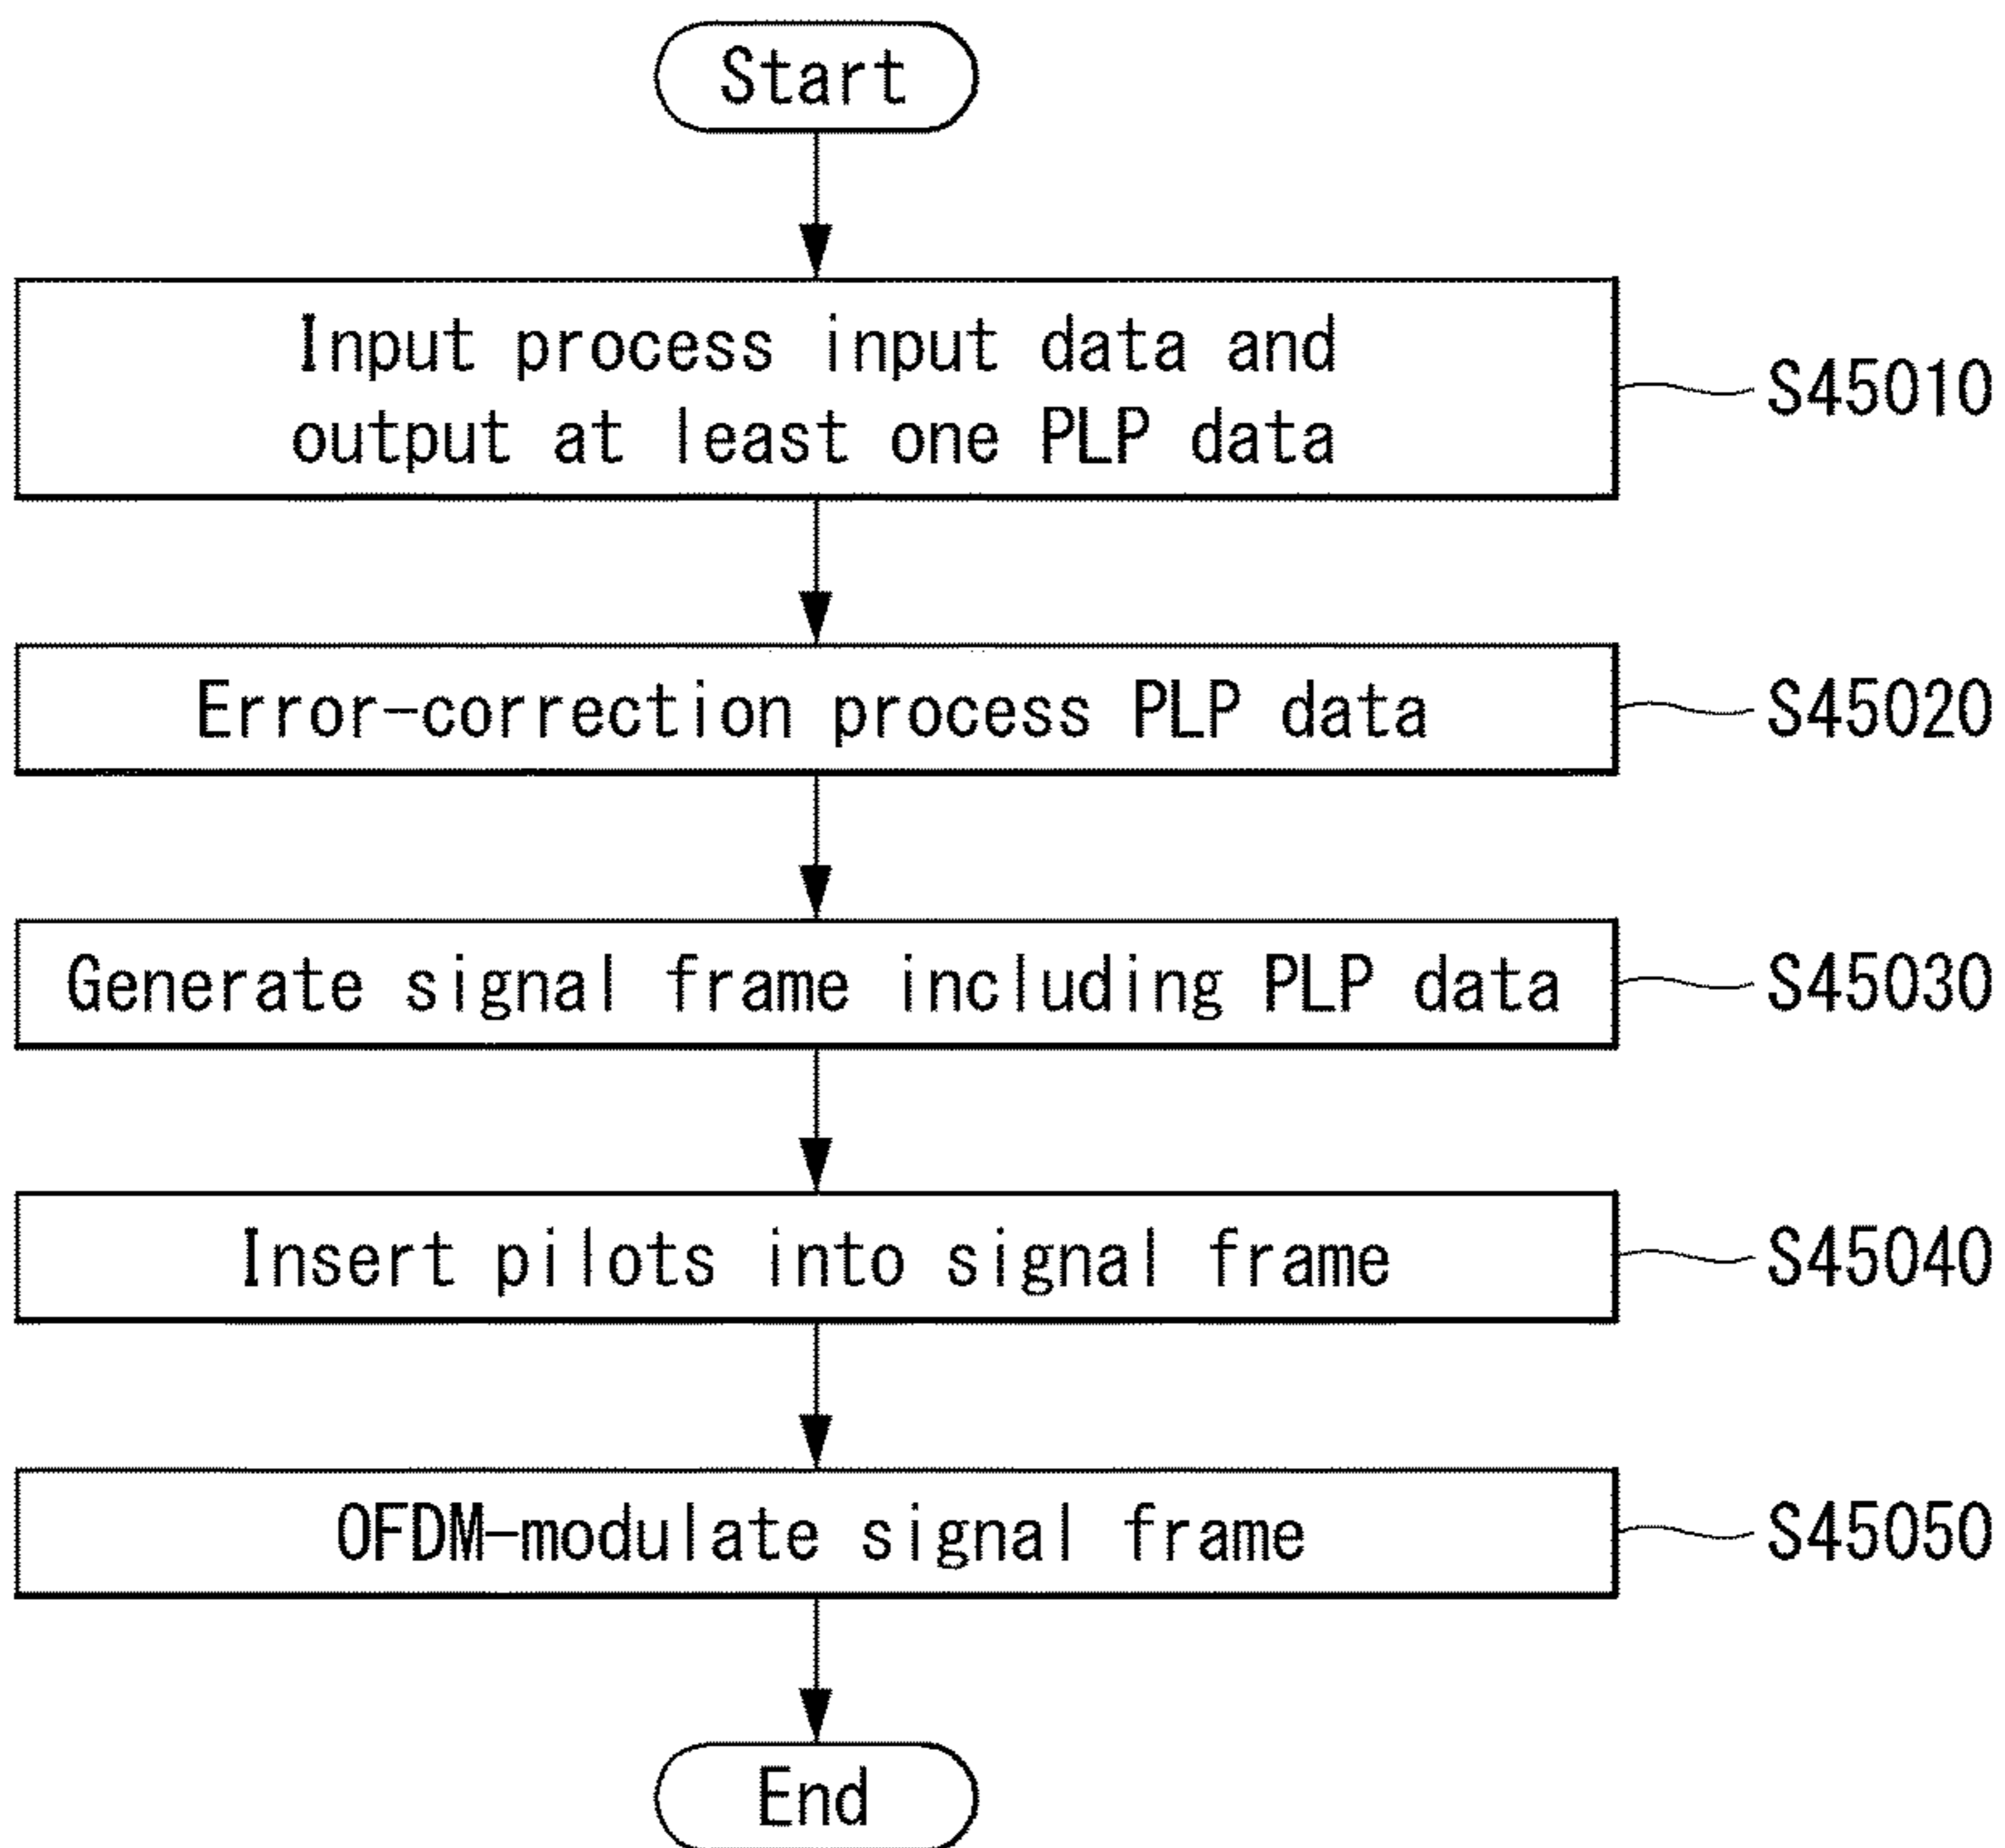 Start
Input process input data and
output at least one PLP data
S45010
Error-correction process PLP data
S45020
Generate signal frame including PLP data
S45030
Insert pilots into signal frame
S45040
OFDM-modulate signal frame
S45050
End